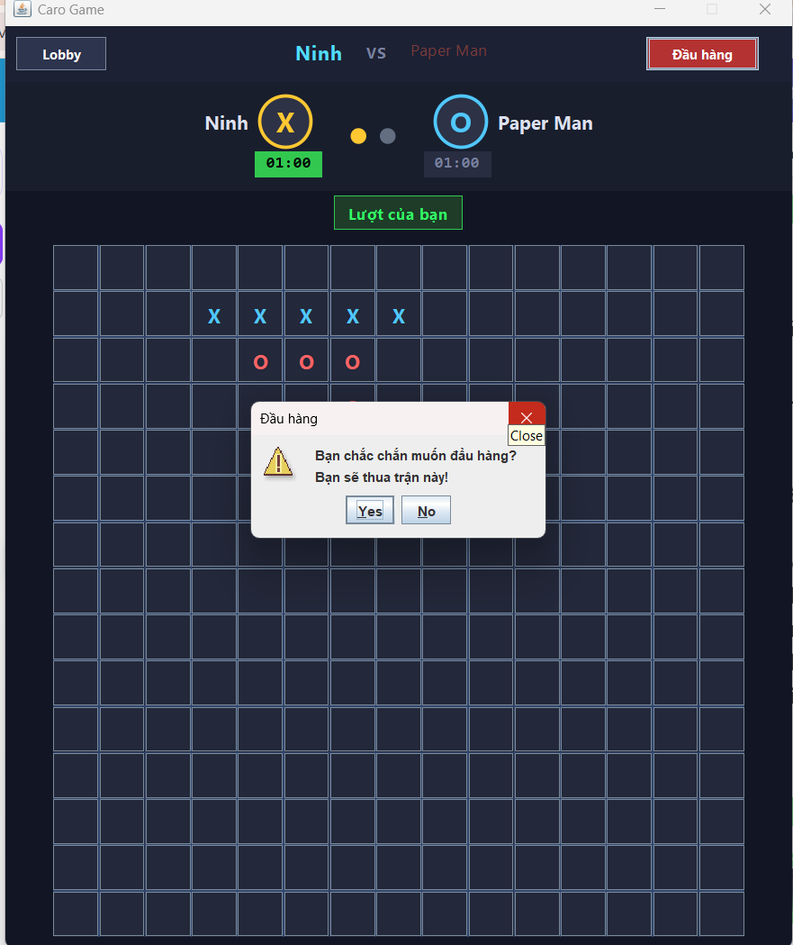 Caro Game
Lobby
Ninh VS Paper Man
Đầu hàng
Ninh X O Paper Man
01:00 01:00
Lượt của bạn
X X X X X
O O O
Đầu hàng
Close
Bạn chắc chắn muốn đầu hàng?
Bạn sẽ thua trận này!
Yes No